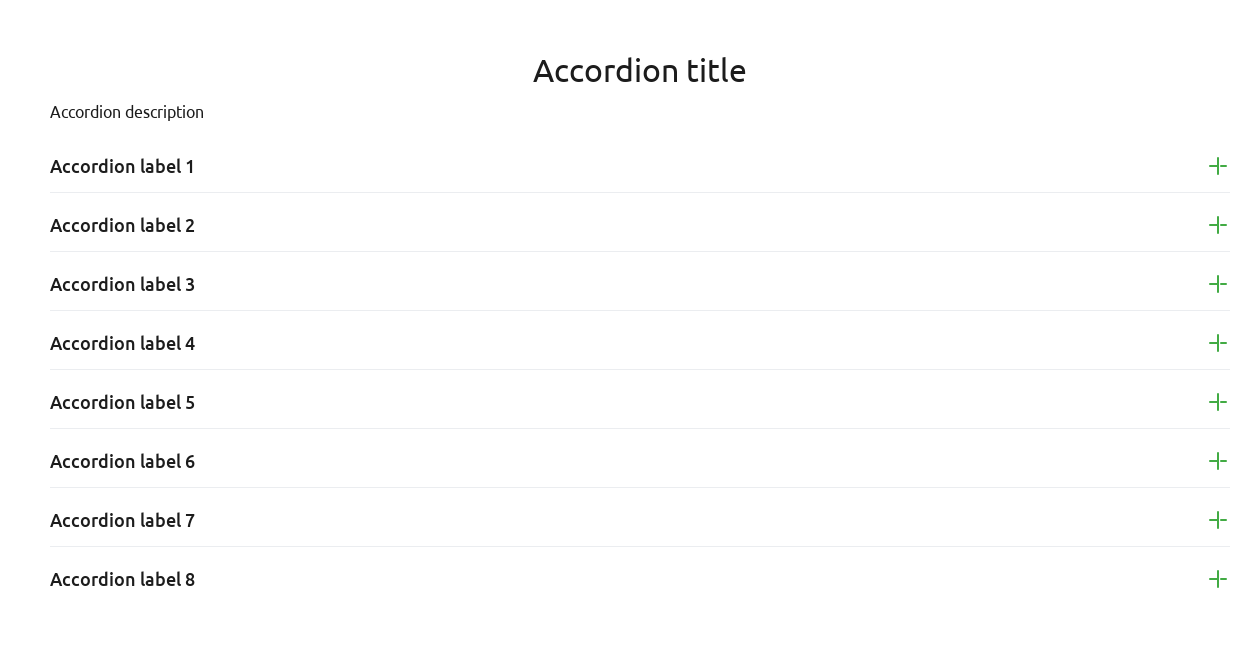 Accordion title
Accordion description
Accordion label 1
Accordion label 2
Accordion label 3
Accordion label 4
Accordion label 5
Accordion label 6
Accordion label 7
Accordion label 8